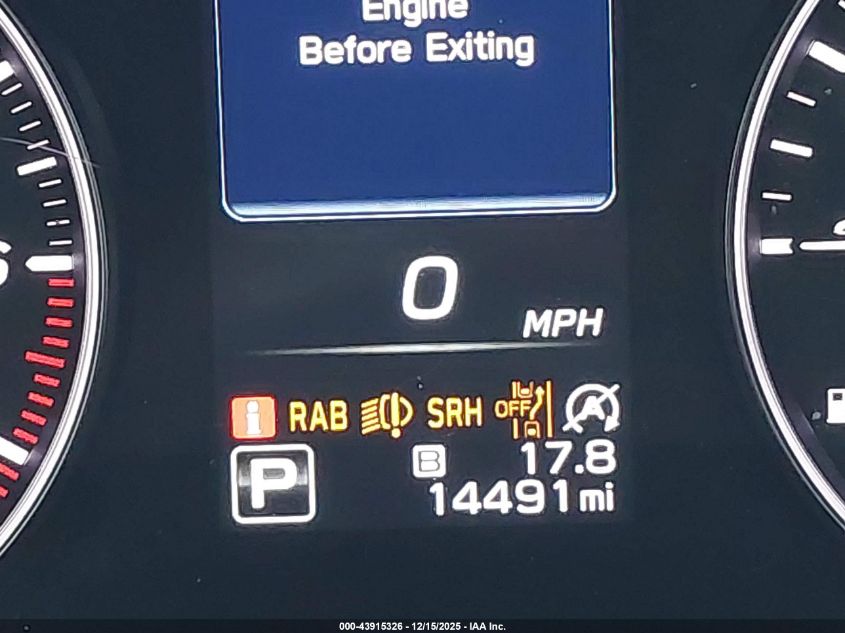 Engine
Before Exiting
6
0
MPH
i RAB SRH OFF A
P B 17.8
14491 mi
000-43915326 - 12/15/2025 - IAA Inc.